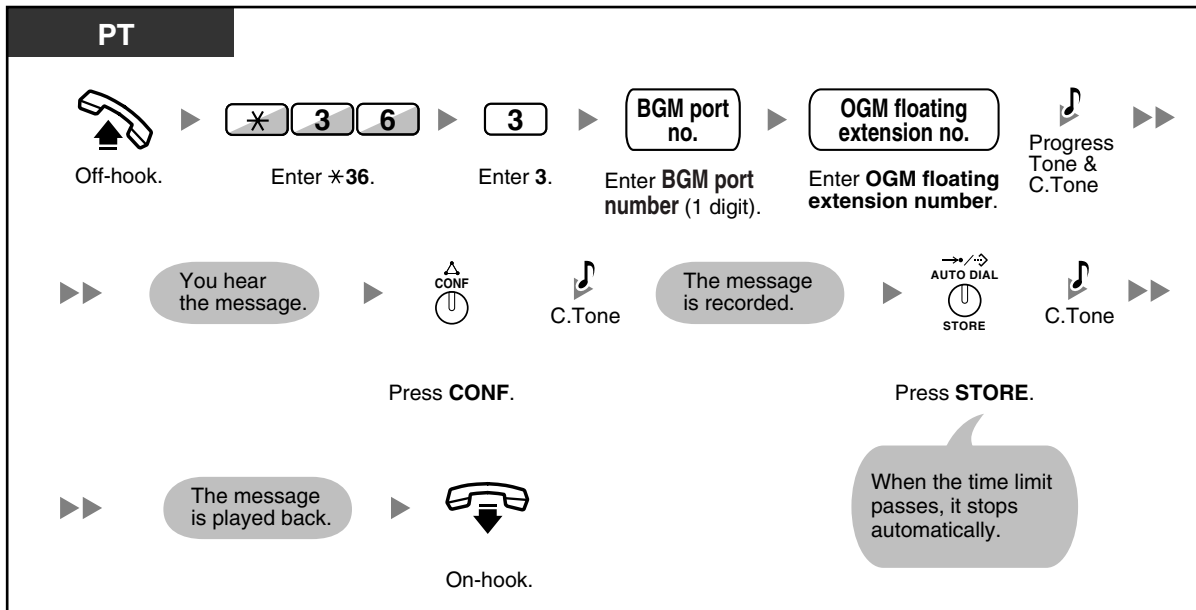 PT
✳ 3 6
3
BGM port
no.
OGM floating
extension no.
Off-hook.
Enter ✳36.
Enter 3.
Enter BGM port
number (1 digit).
Enter OGM floating
extension number.
Progress
Tone &
C.Tone
You hear
the message.
CONF
C.Tone
The message
is recorded.
AUTO DIAL
STORE
C.Tone
Press CONF.
Press STORE.
When the time limit
passes, it stops
automatically.
The message
is played back.
On-hook.